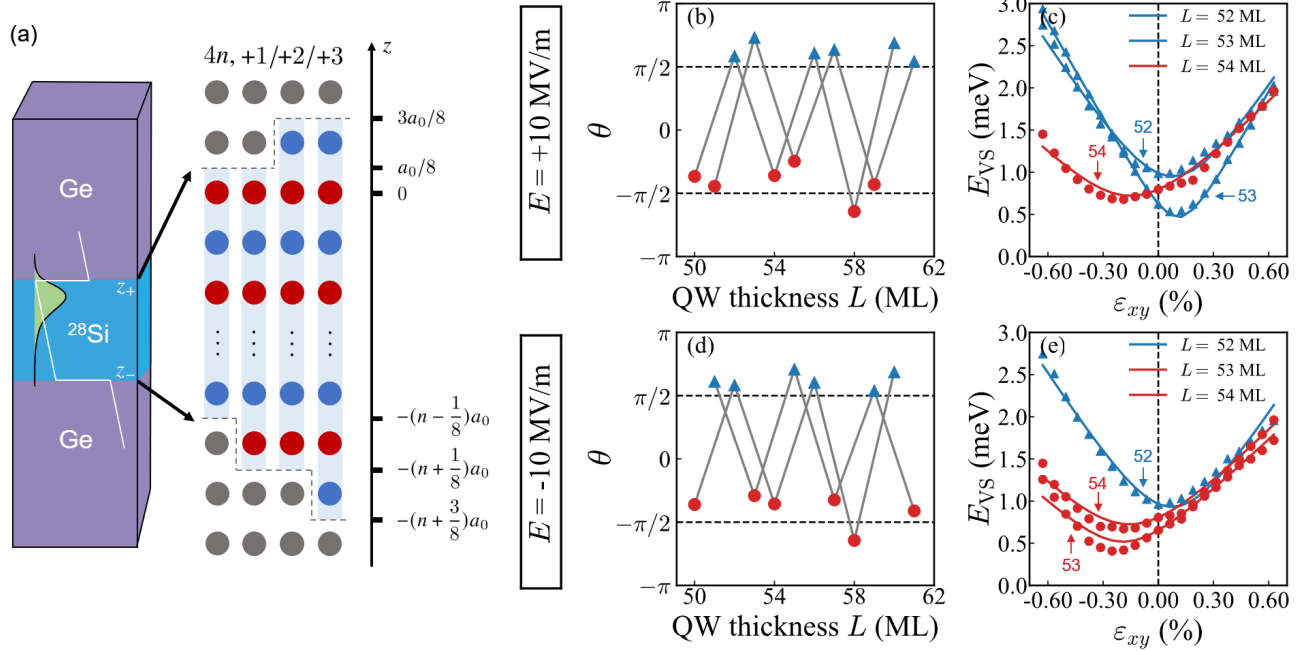 (a)
4n, +1/+2/+3
z
3a₀/8
a₀/8
0
Ge
z₊
²⁸Si
z₋
Ge
⋮ ⋮ ⋮ ⋮
−(n − 1/8)a₀
−(n + 1/8)a₀
−(n + 3/8)a₀
E = +10 MV/m
(b)
π
π/2
θ
0
−π/2
−π
50 54 58 62
QW thickness L (ML)
(c)
L = 52 ML
L = 53 ML
L = 54 ML
E_VS (meV)
3.0
2.5
2.0
1.5
1.0
0.5
0.0
52
54
53
-0.60 -0.30 0.00 0.30 0.60
ε_xy (%)
E = -10 MV/m
(d)
π
π/2
θ
0
−π/2
−π
50 54 58 62
QW thickness L (ML)
(e)
L = 52 ML
L = 53 ML
L = 54 ML
E_VS (meV)
3.0
2.5
2.0
1.5
1.0
0.5
0.0
52
54
53
-0.60 -0.30 0.00 0.30 0.60
ε_xy (%)